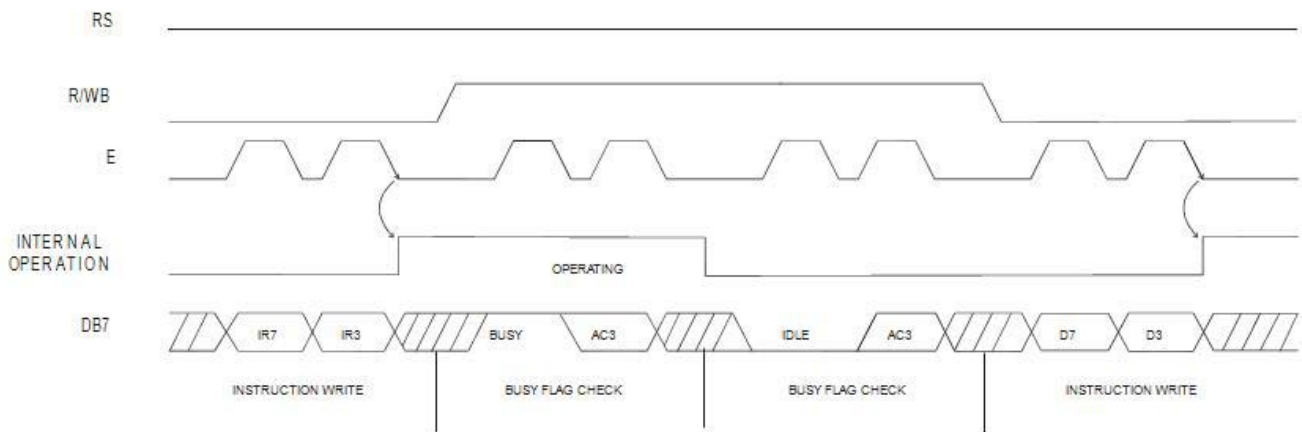 RS
R/WB
E
INTERNAL
OPERATION
OPERATING
DB7
IR7 IR3 BUSY AC3 IDLE AC3 D7 D3
INSTRUCTION WRITE BUSY FLAG CHECK BUSY FLAG CHECK INSTRUCTION WRITE